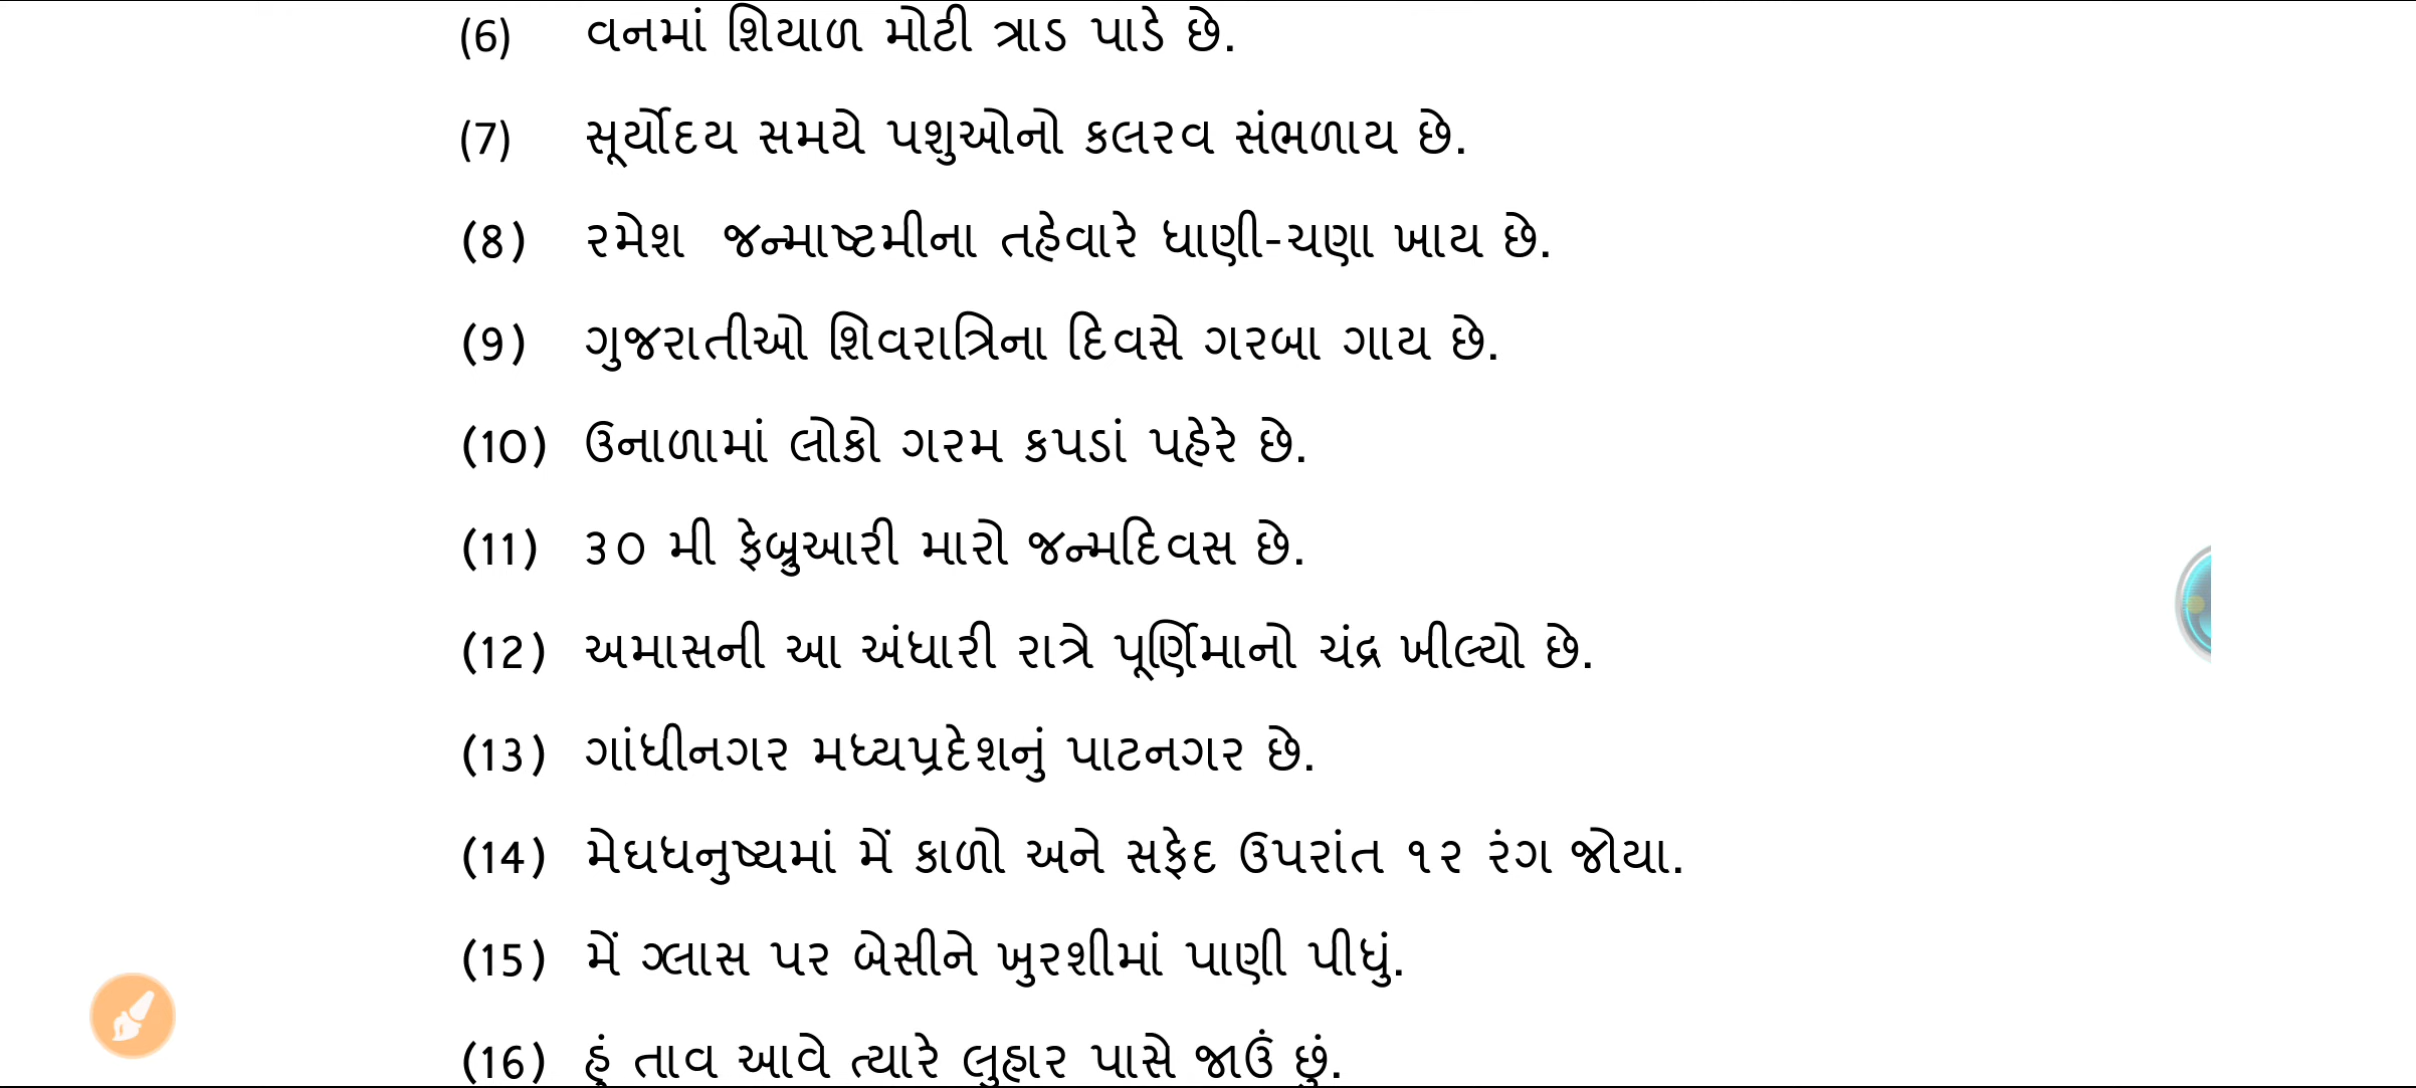 (6) વનમાં શિયાળ મોટી ત્રાડ પાડે છે.
(7) સૂર્યોદય સમયે પશુઓનો કલરવ સંભળાય છે.
(8) રમેશ જન્માષ્ટમીના તહેવારે ધાણી-ચણા ખાય છે.
(9) ગુજરાતીઓ શિવરાત્રિના દિવસે ગરબા ગાય છે.
(10) ઉનાળામાં લોકો ગરમ કપડાં પહેરે છે.
(11) ૩૦ મી ફેબ્રુઆરી મારો જન્મદિવસ છે.
(12) અમાસની આ અંધારી રાત્રે પૂર્ણિમાનો ચંદ્ર ખીલ્યો છે.
(13) ગાંધીનગર મધ્યપ્રદેશનું પાટનગર છે.
(14) મેઘધનુષ્યમાં મેં કાળો અને સફેદ ઉપરાંત ૧૨ રંગ જોયા.
(15) મેં ગ્લાસ પર બેસીને ખુરશીમાં પાણી પીધું.
(16) હું તાવ આવે ત્યારે લુહાર પાસે જાઉં છું.